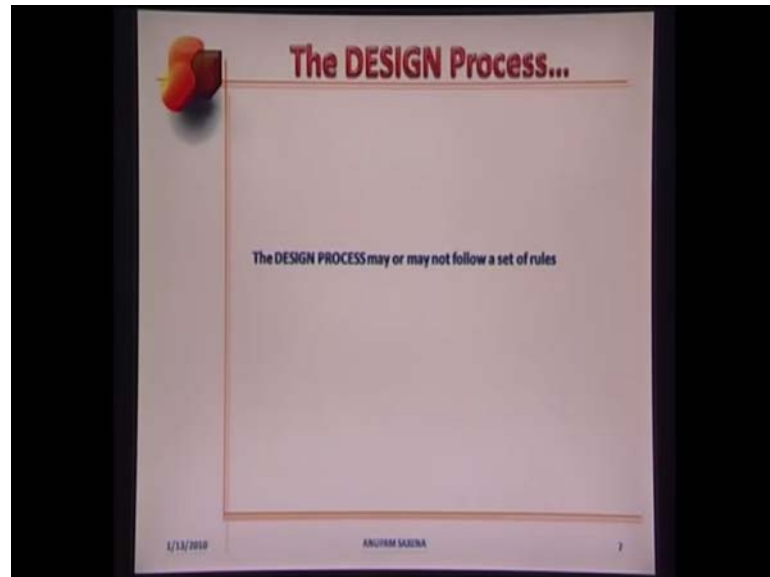 The DESIGN Process...
The DESIGN PROCESS may or may not follow a set of rules
1/13/2010
ANUPAM SAXENA
7